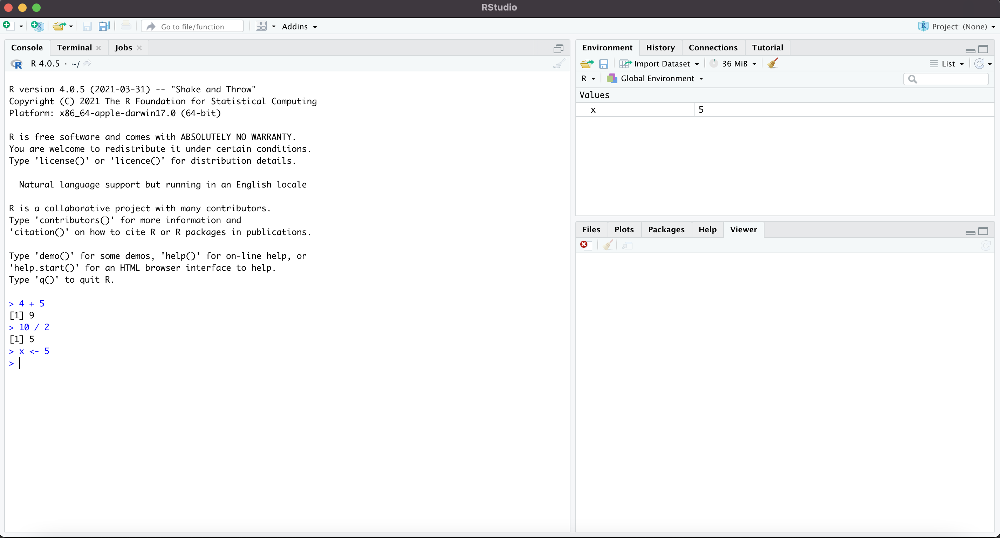 RStudio
Go to file/function
Addins
R Project: (None)
Console Terminal Jobs
R R 4.0.5 · ~/
R version 4.0.5 (2021-03-31) -- "Shake and Throw"
Copyright (C) 2021 The R Foundation for Statistical Computing
Platform: x86_64-apple-darwin17.0 (64-bit)
R is free software and comes with ABSOLUTELY NO WARRANTY.
You are welcome to redistribute it under certain conditions.
Type 'license()' or 'licence()' for distribution details.
Natural language support but running in an English locale
R is a collaborative project with many contributors.
Type 'contributors()' for more information and
'citation()' on how to cite R or R packages in publications.
Type 'demo()' for some demos, 'help()' for on-line help, or
'help.start()' for an HTML browser interface to help.
Type 'q()' to quit R.
> 4 + 5
[1] 9
> 10 / 2
[1] 5
> x <- 5
>
Environment History Connections Tutorial
Import Dataset 36 MiB List
R Global Environment
Values
x 5
Files Plots Packages Help Viewer